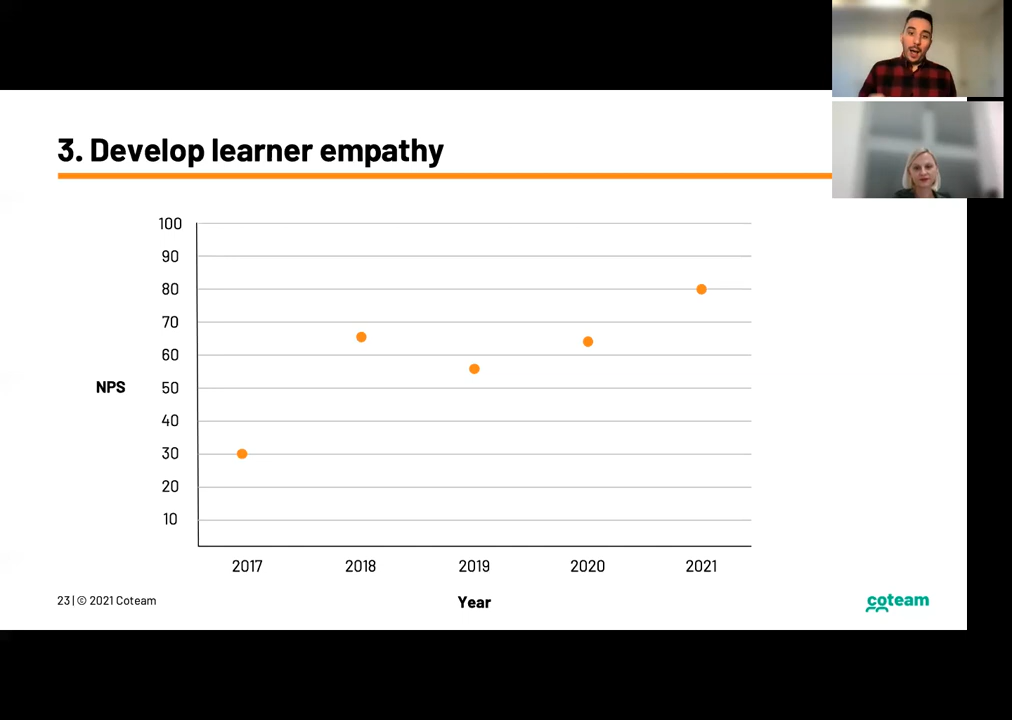 3. Develop learner empathy
100
90
80
70
60
NPS 50
40
30
20
10
2017 2018 2019 2020 2021
Year
23 | © 2021 Coteam
coteam